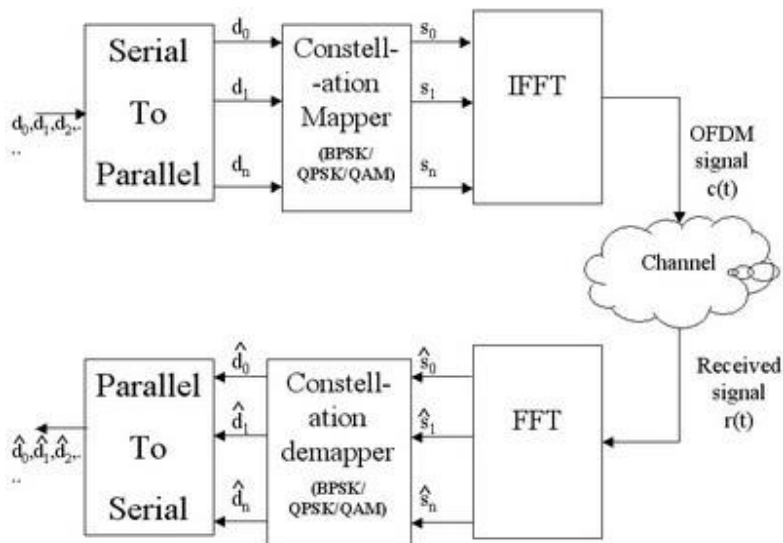 Serial
To
Parallel
d₀,d₁,d₂,.
..
d₀
d₁
dₙ
Constell-
-ation
Mapper
(BPSK/
QPSK/QAM)
s₀
s₁
sₙ
IFFT
OFDM
signal
c(t)
Channel
Received
signal
r(t)
FFT
ŝ₀
ŝ₁
ŝₙ
Constell-
ation
demapper
(BPSK/
QPSK/QAM)
d̂₀
d̂₁
d̂ₙ
Parallel
To
Serial
d̂₀,d̂₁,d̂₂,.
..